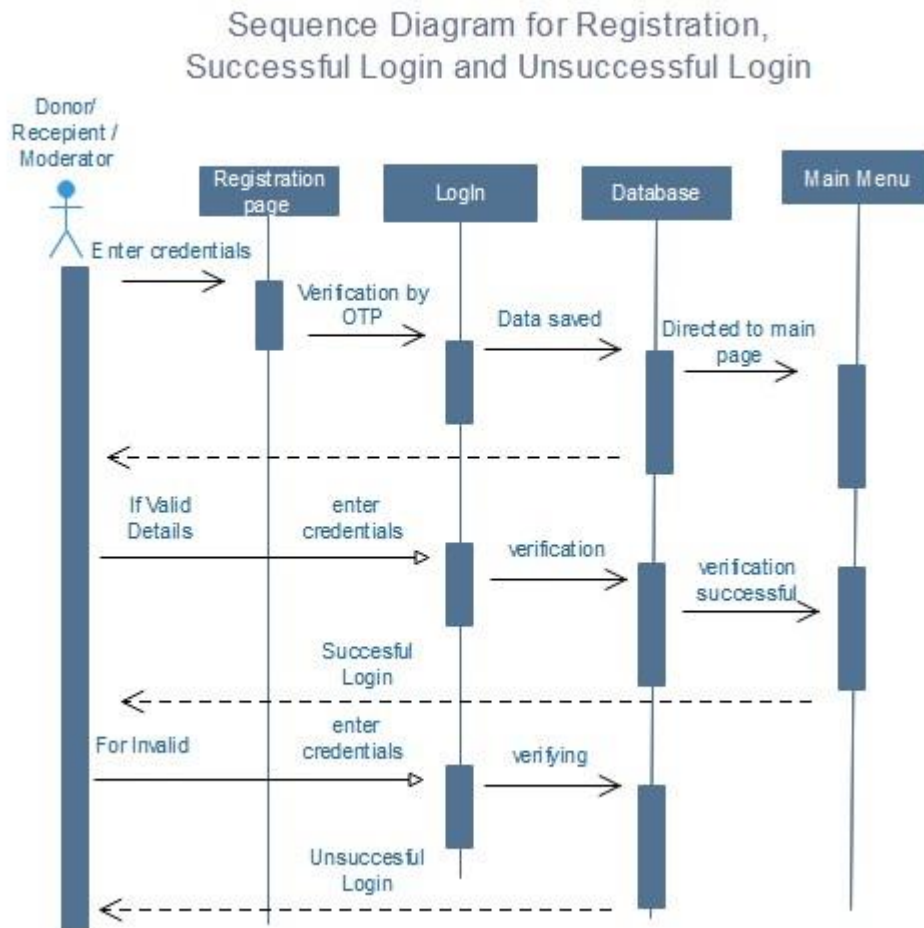 Sequence Diagram for Registration,
Successful Login and Unsuccessful Login
Donor/
Recepient /
Moderator
Registration
page
LogIn
Database
Main Menu
Enter credentials
Verification by
OTP
Data saved
Directed to main
page
If Valid
Details
enter
credentials
verification
verification
successful
Succesful
Login
For Invalid
enter
credentials
verifying
Unsuccesful
Login